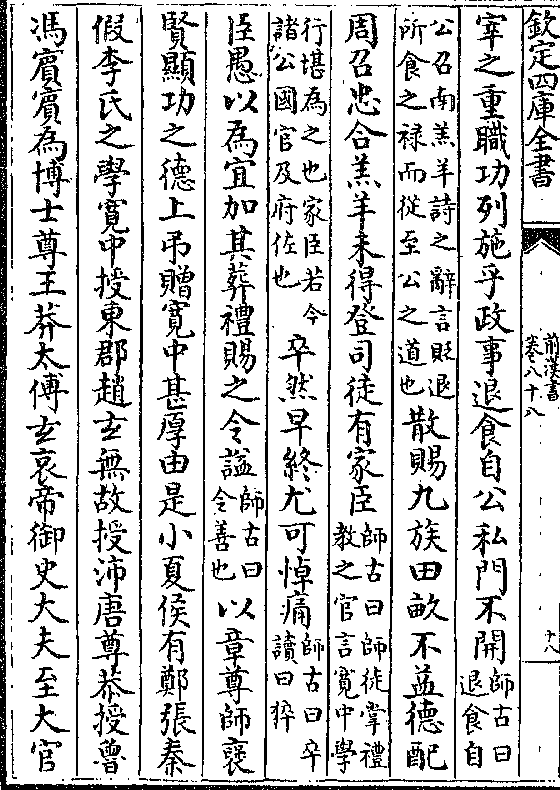 欽定四庫全書
前漢書
卷八十八
十八
宰之重職功列施乎政事退食自公私門不開師古曰退食自
公召南羔羊詩之辭言貶退所食之禄而從至公之道也散賜九族田畝不益德配
周召忠合羔羊未得登司徒有家臣師古曰師徒掌禮教之官言寛中學
行堪為之也家臣若今諸公國官及府佐也卒然早終尤可悼痛師古曰卒讀曰猝
臣愚以為宜加其葬禮賜之令諡師古曰令善也以章尊師襃
賢顯功之德上弔贈寛中甚厚由是小夏侯有鄭張秦
假李氏之學寛中授東郡趙玄無故授沛唐尊恭授魯
馮賔賔為博士尊王莽太傅玄哀帝御史大夫至大官